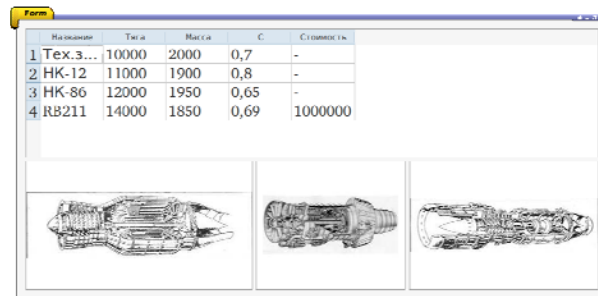 Form
Название Тяга Масса С Стоимость
1 Тех.з... 10000 2000 0,7 -
2 НК-12 11000 1900 0,8 -
3 НК-86 12000 1950 0,65 -
4 RB211 14000 1850 0,69 1000000